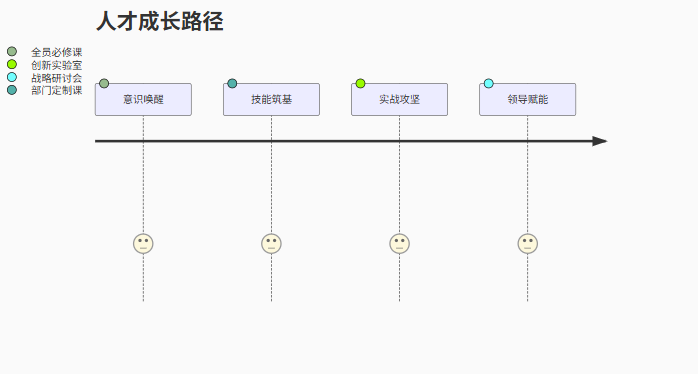 人才成长路径
全员必修课
创新实验室
战略研讨会
部门定制课
意识唤醒
技能筑基
实战攻坚
领导赋能